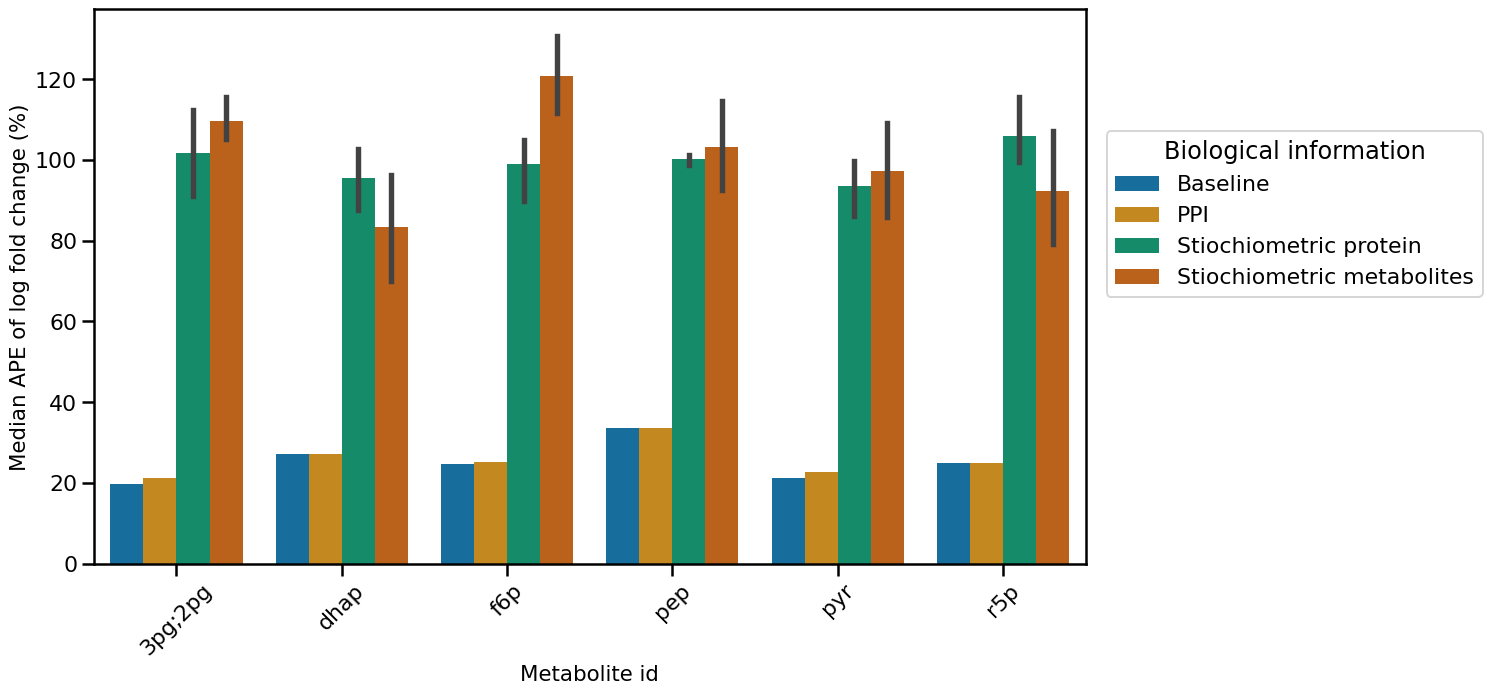 Median APE of log fold change (%)
120
100
80
60
40
20
0
3pg;2pg
dhap
f6p
pep
pyr
r5p
Metabolite id
Biological information
Baseline
PPI
Stiochiometric protein
Stiochiometric metabolites